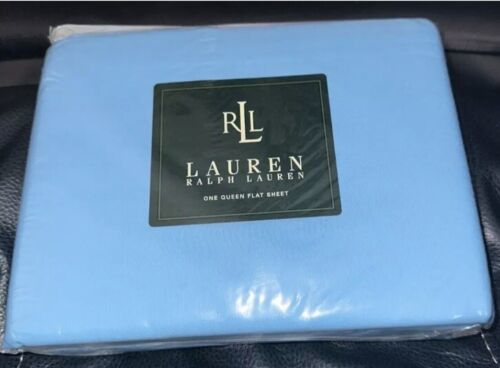 RLL
LAUREN
RALPH LAUREN
ONE QUEEN FLAT SHEET